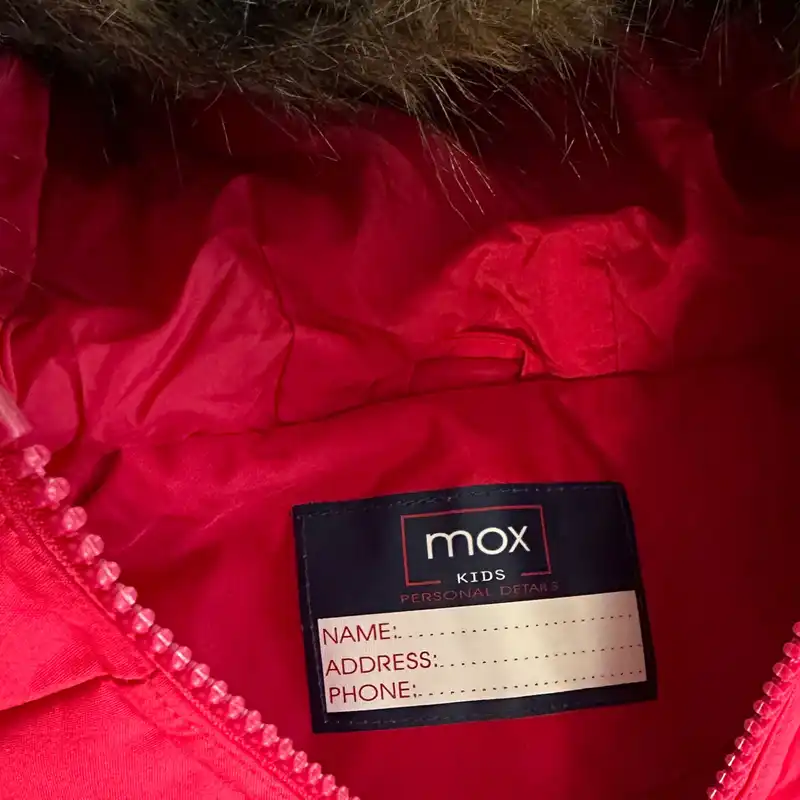 mox
KIDS
PERSONAL DETAILS
NAME:..............................
ADDRESS:..........................
PHONE:............................